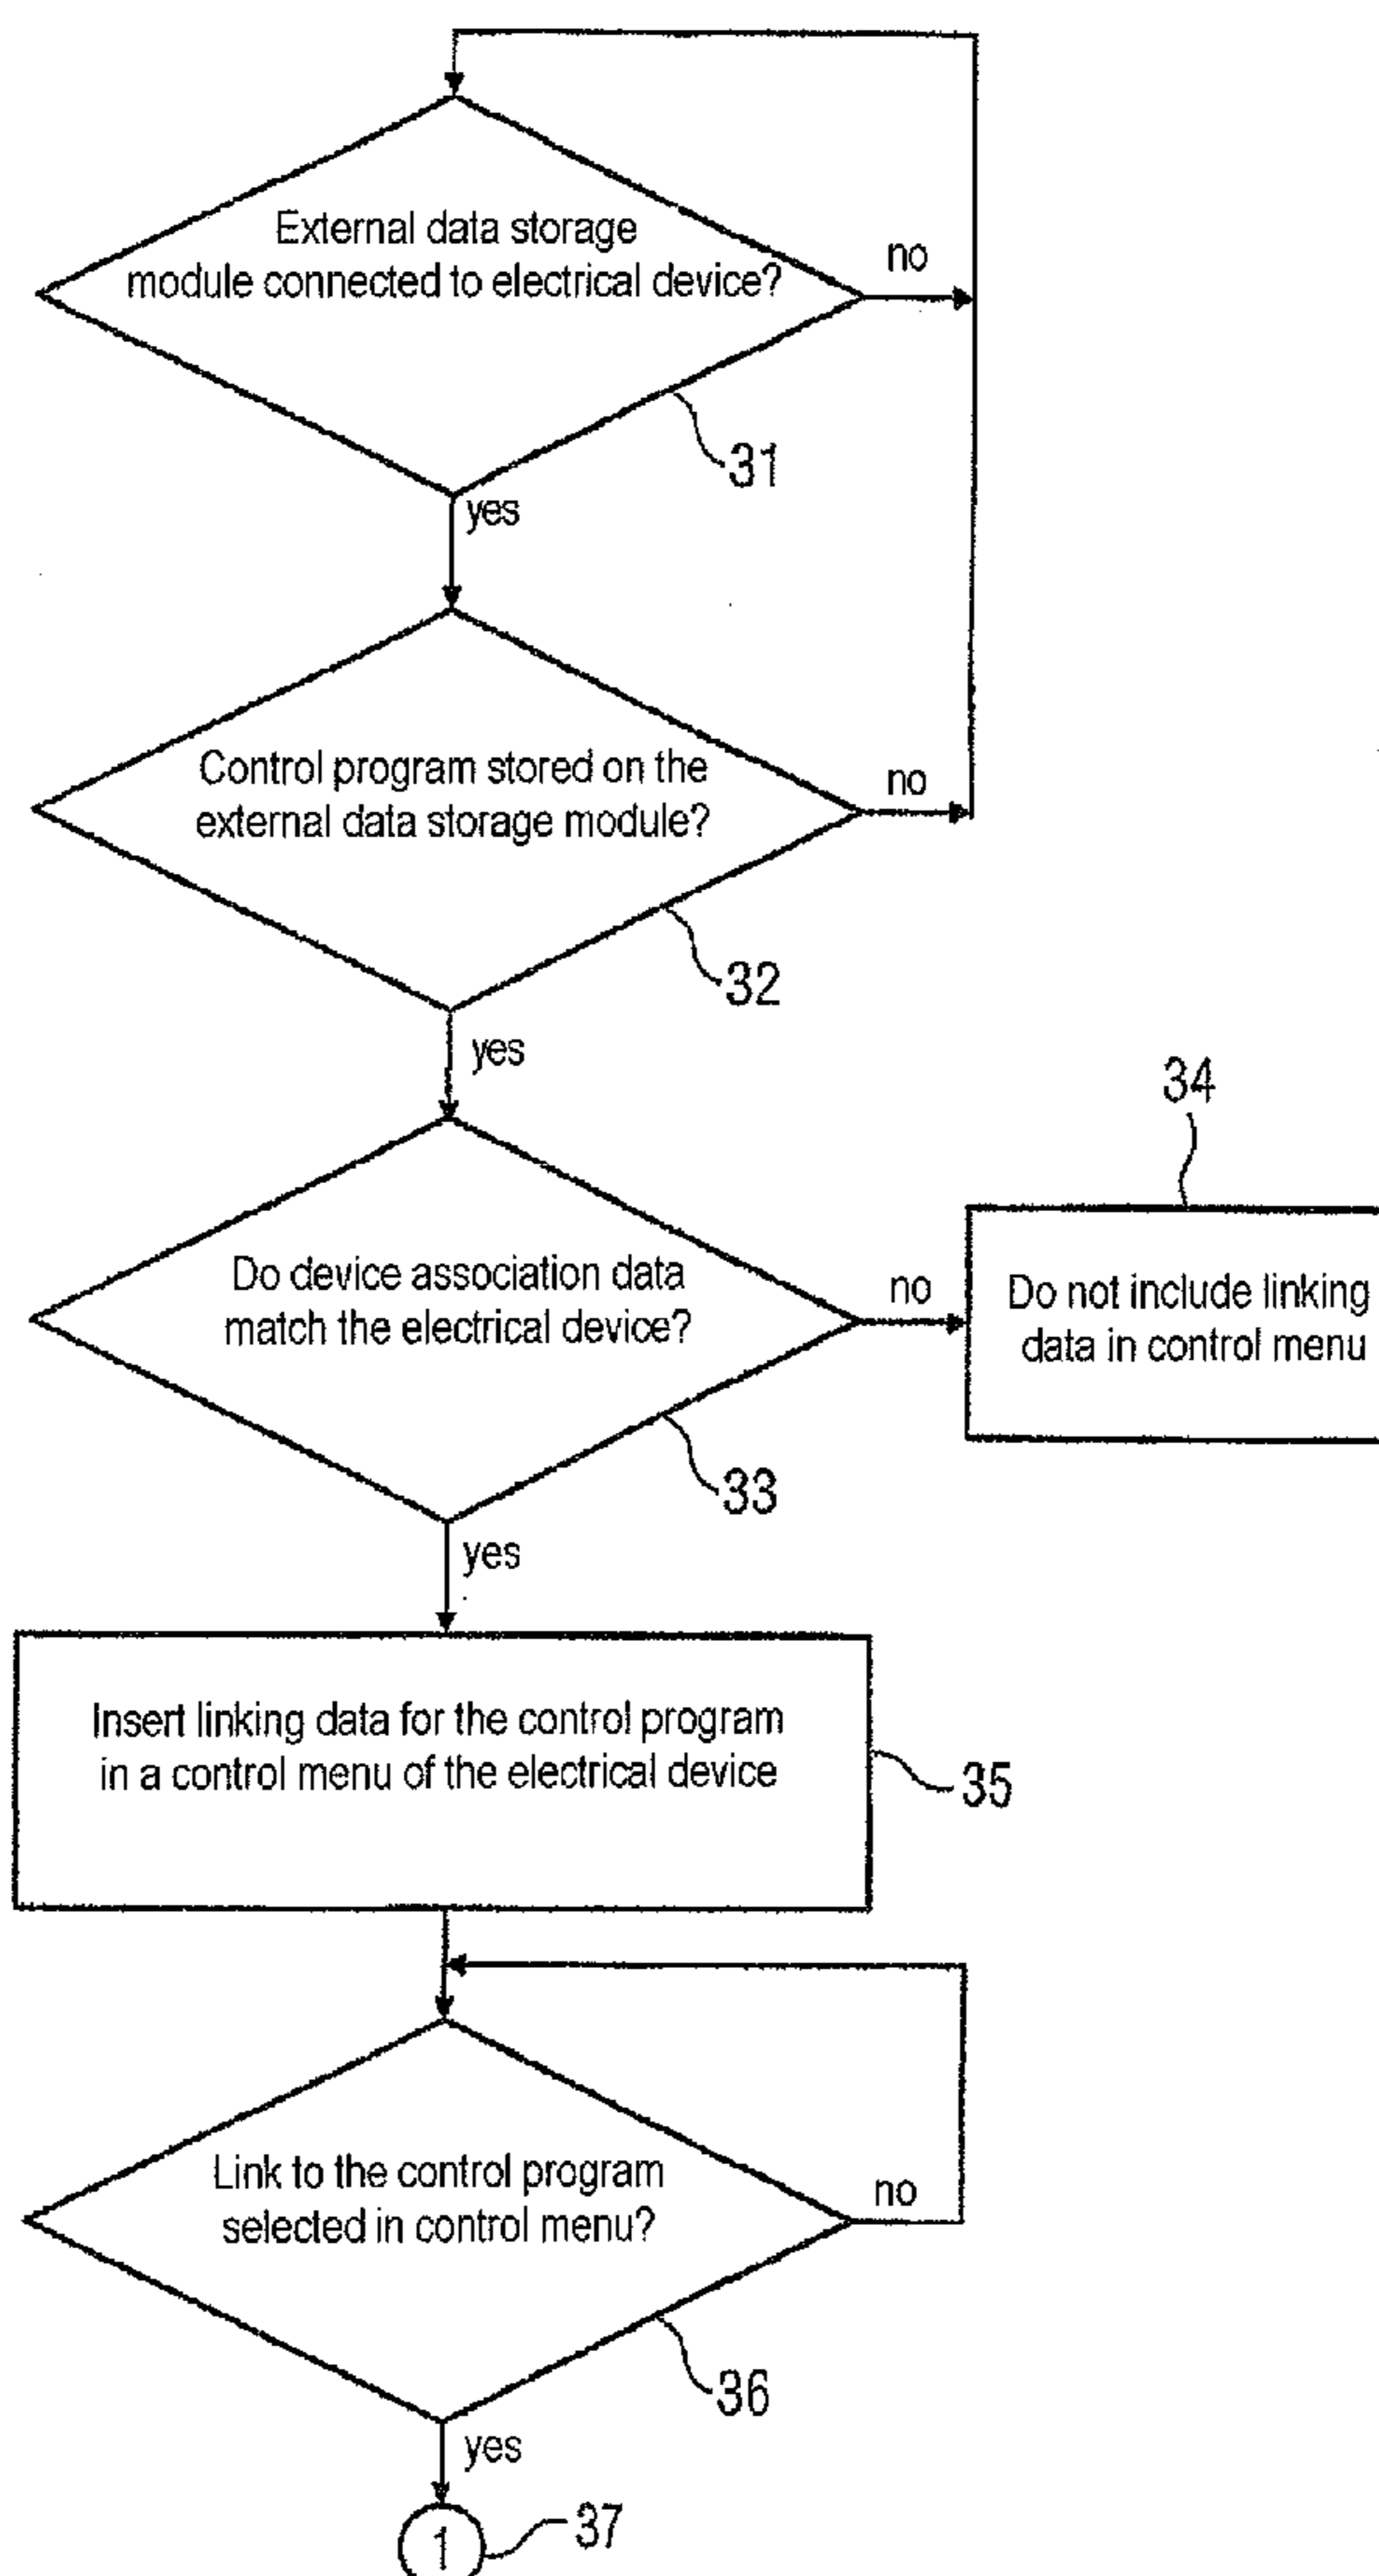 External data storage
module connected to electrical device?
no
31
yes
Control program stored on the
external data storage module?
no
32
yes
34
Do device association data
match the electrical device?
no
Do not include linking
data in control menu
33
yes
Insert linking data for the control program
in a control menu of the electrical device
35
Link to the control program
selected in control menu?
no
36
yes
1
37